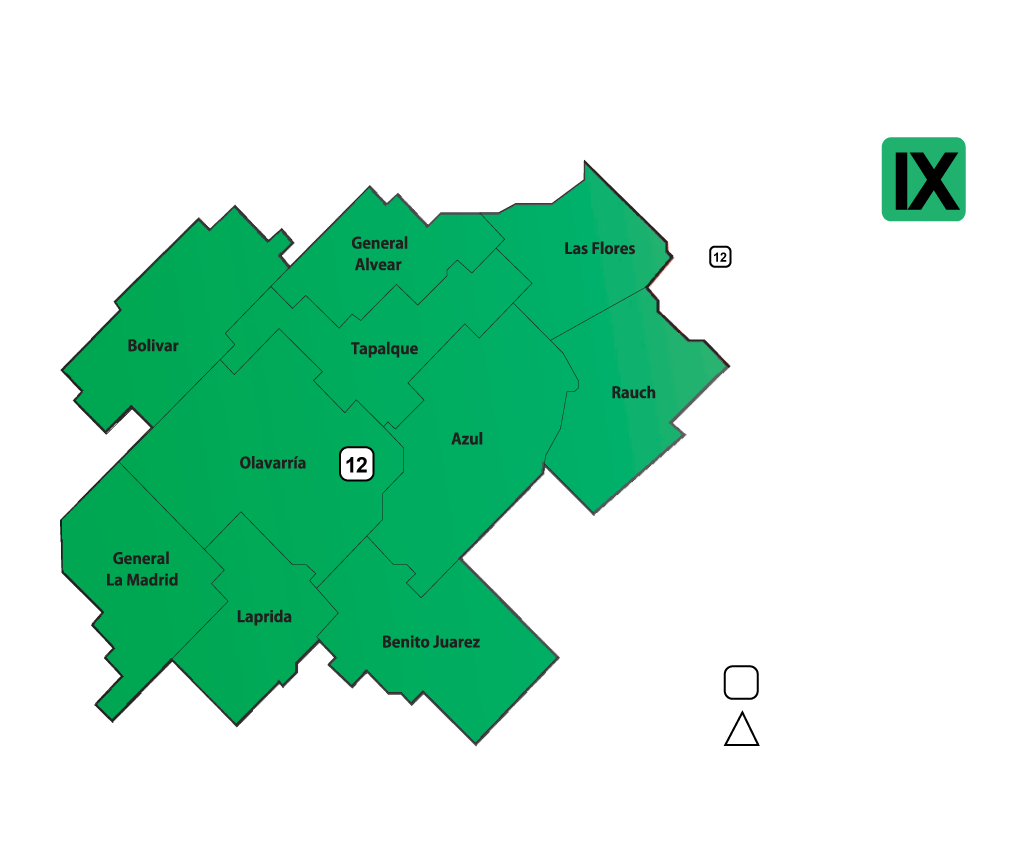 IX
General
Alvear
Las Flores
12
Bolivar
Tapalque
Rauch
Azul
Olavarría
12
General
La Madrid
Laprida
Benito Juarez